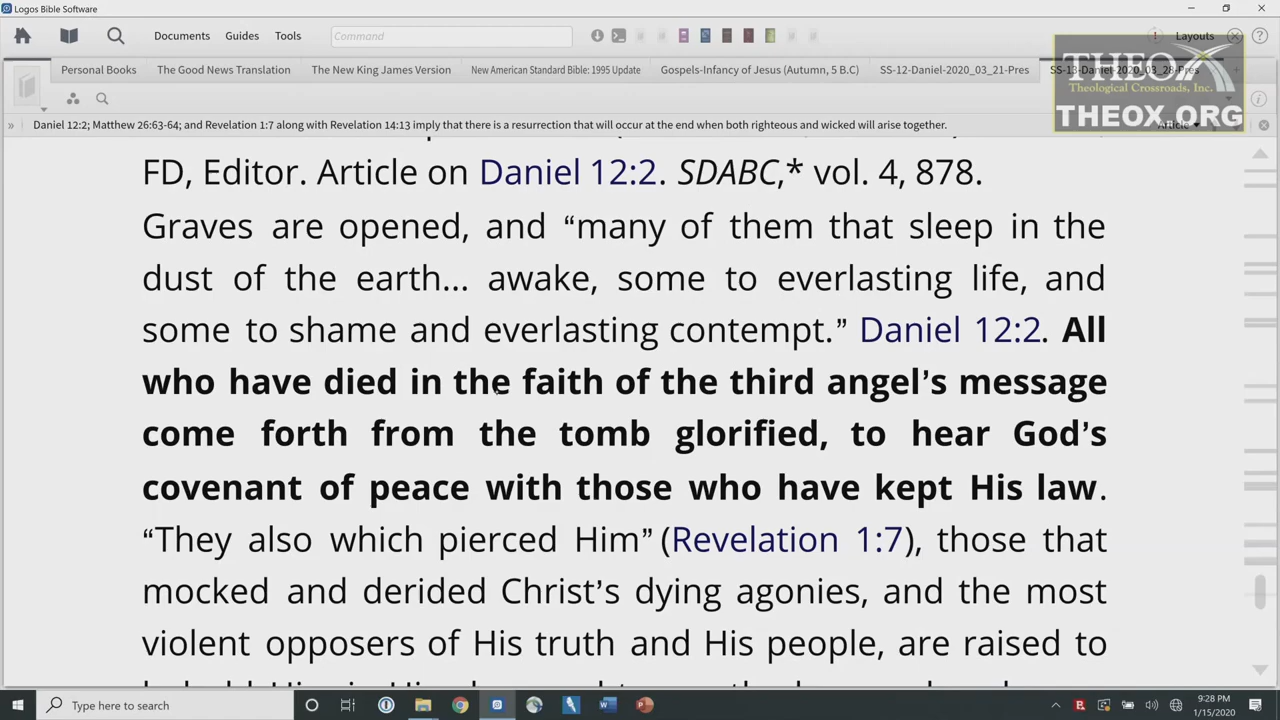 Logos Bible Software
Documents Guides Tools Command Layouts
Personal Books The Good News Translation The New King Jam New American Standard Bible: 1995 Update Gospels-Infancy of Jesus (Autumn, 5 B.C) SS-12-Daniel-2020_03_21-Pres SS-13-Daniel-2020_03_28-Pres
THEOX
Theological Crossroads, Inc.
THEOX.ORG
» Daniel 12:2; Matthew 26:63-64; and Revelation 1:7 along with Revelation 14:13 imply that there is a resurrection that will occur at the end when both righteous and wicked will arise together. Article
FD, Editor. Article on Daniel 12:2. SDABC,* vol. 4, 878.
Graves are opened, and “many of them that sleep in the
dust of the earth... awake, some to everlasting life, and
some to shame and everlasting contempt.” Daniel 12:2. All
who have died in the faith of the third angel’s message
come forth from the tomb glorified, to hear God’s
covenant of peace with those who have kept His law.
“They also which pierced Him” (Revelation 1:7), those that
mocked and derided Christ’s dying agonies, and the most
violent opposers of His truth and His people, are raised to
Type here to search
9:28 PM
1/15/2020